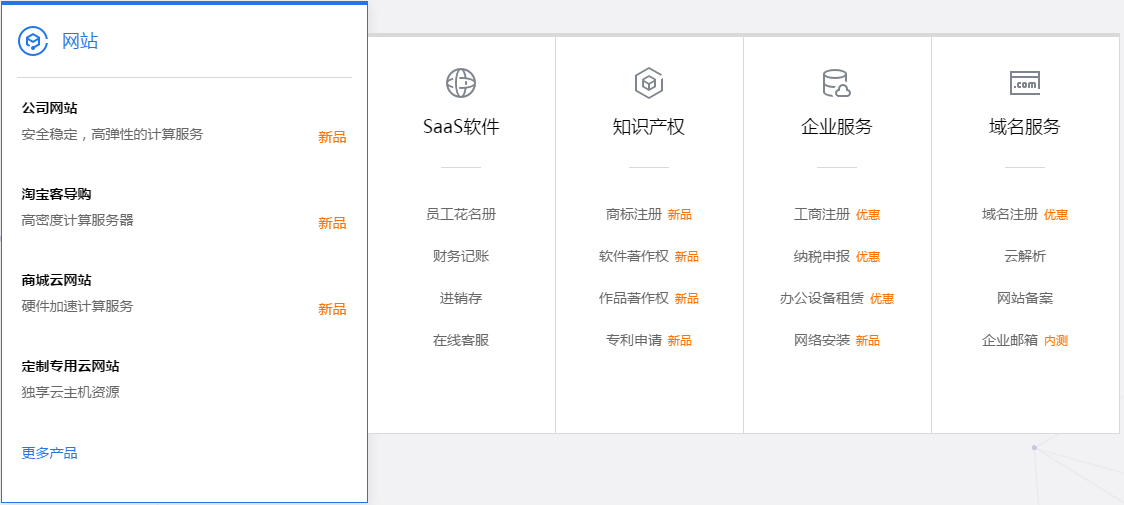 网站
公司网站
安全稳定，高弹性的计算服务 新品
淘宝客导购
高密度计算服务器 新品
商城云网站
硬件加速计算服务 新品
定制专用云网站
独享云主机资源
更多产品
SaaS软件
员工花名册
财务记账
进销存
在线客服
知识产权
商标注册 新品
软件著作权 新品
作品著作权 新品
专利申请 新品
企业服务
工商注册 优惠
纳税申报 优惠
办公设备租赁 优惠
网络安装 新品
.com
域名服务
域名注册 优惠
云解析
网站备案
企业邮箱 内测